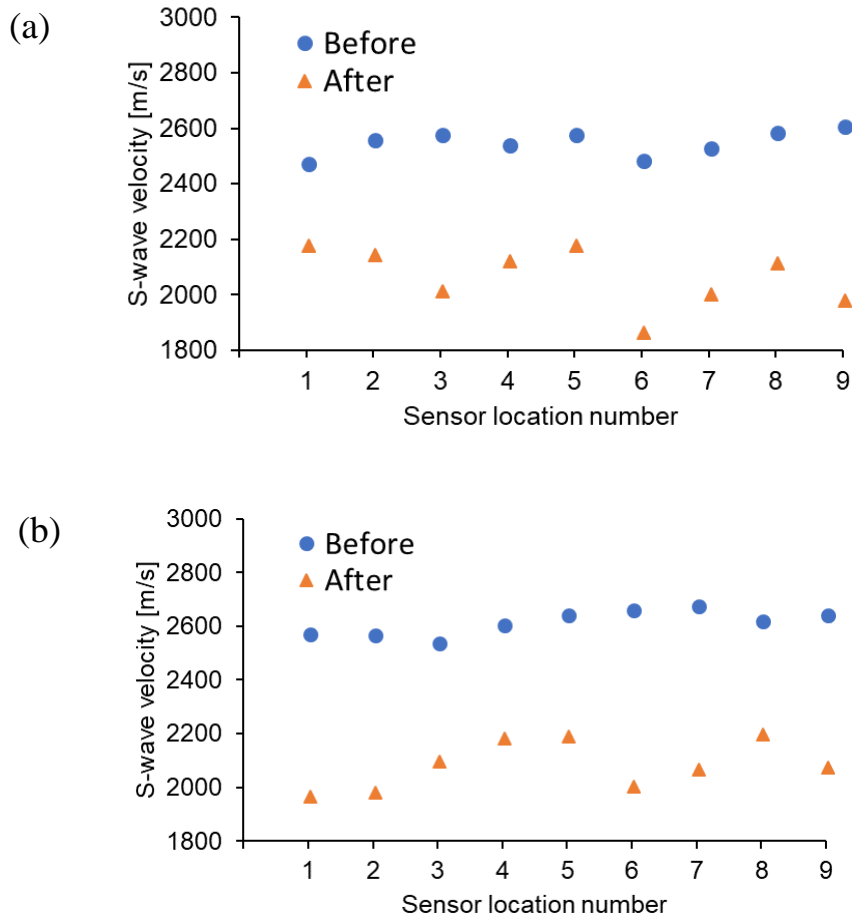 (a)
S-wave velocity [m/s]
3000
2800
2600
2400
2200
2000
1800
Before
After
1 2 3 4 5 6 7 8 9
Sensor location number
(b)
S-wave velocity [m/s]
3000
2800
2600
2400
2200
2000
1800
Before
After
1 2 3 4 5 6 7 8 9
Sensor location number